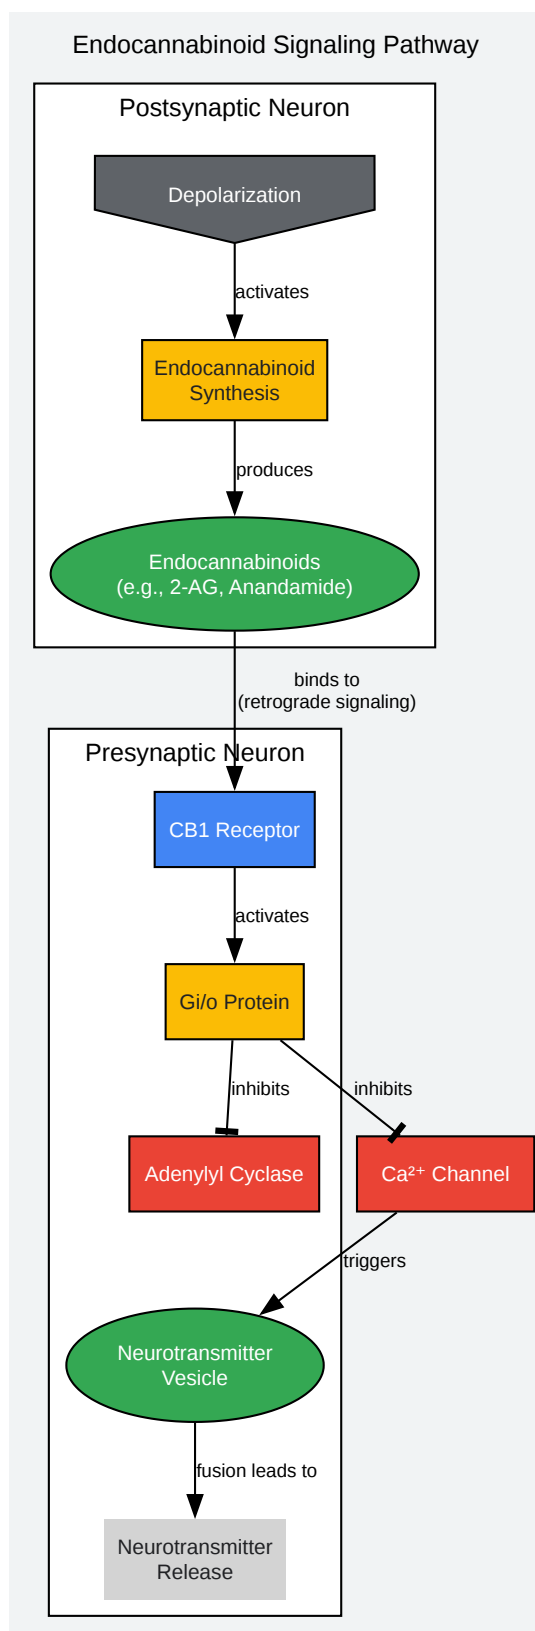 Endocannabinoid Signaling Pathway
Postsynaptic Neuron
Depolarization
activates
Endocannabinoid
Synthesis
produces
Endocannabinoids
(e.g., 2-AG, Anandamide)
binds to
(retrograde signaling)
Presynaptic Neuron
CB1 Receptor
activates
Gi/o Protein
inhibits
inhibits
Adenylyl Cyclase
Ca²⁺ Channel
triggers
Neurotransmitter
Vesicle
fusion leads to
Neurotransmitter
Release